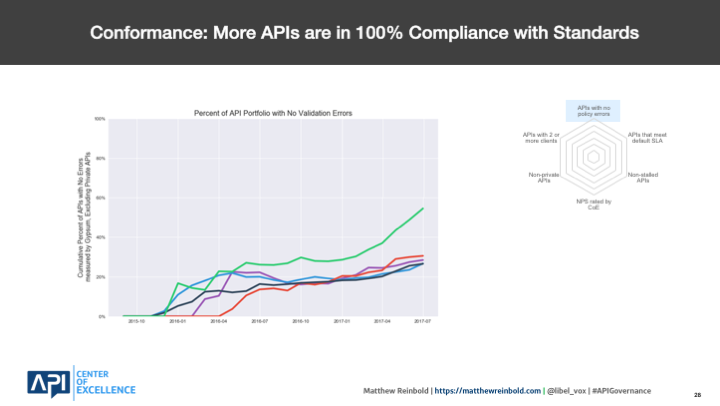 Conformance: More APIs are in 100% Compliance with Standards
Percent of API Portfolio with No Validation Errors
Cumulative Percent of APIs with No Errors
measured by Gypsum, Excluding Private APIs
100%
80%
60%
40%
20%
0%
2015-10
2016-01
2016-04
2016-07
2016-10
2017-01
2017-04
2017-07
APIs with no
policy errors
APIs with 2 or
more clients
APIs that meet
default SLA
Non-private
APIs
Non-stalled
APIs
NPS rated by
CoE
API
CENTER
OF
EXCELLENCE
Matthew Reinbold | https://matthewreinbold.com | @libel_vox | #APIGovernance
28